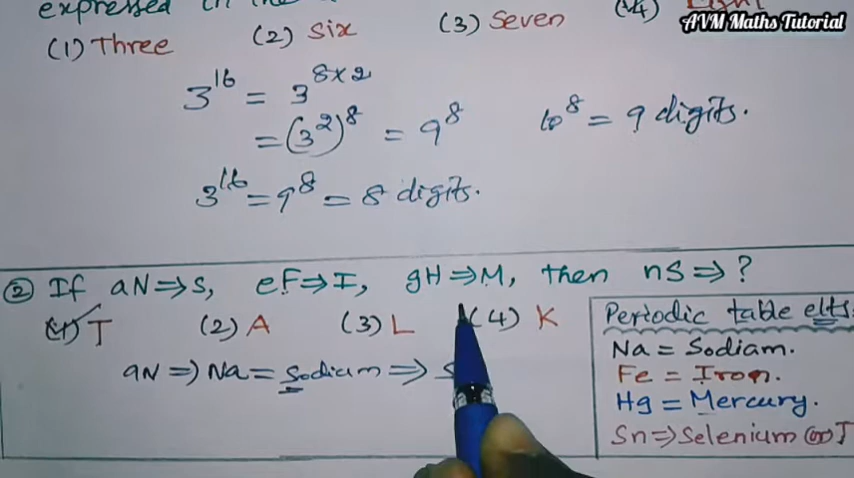 expressed in the
AVM Maths Tutorial
(1) Three (2) Six (3) Seven (4) Eight
3^16 = 3^8×2
= (3^2)^8 = 9^8 10^8 = 9 digits.
3^16 = 9^8 = 8 digits.
② If aN ⇒ S, eF ⇒ I, gH ⇒ M, then nS ⇒ ?
(1) T (2) A (3) L (4) K
aN ⇒ Na = Sodiam ⇒ S
Periodic table elts.
Na = Sodiam.
Fe = Iron.
Hg = Mercury.
Sn ⇒ Selenium (or) T